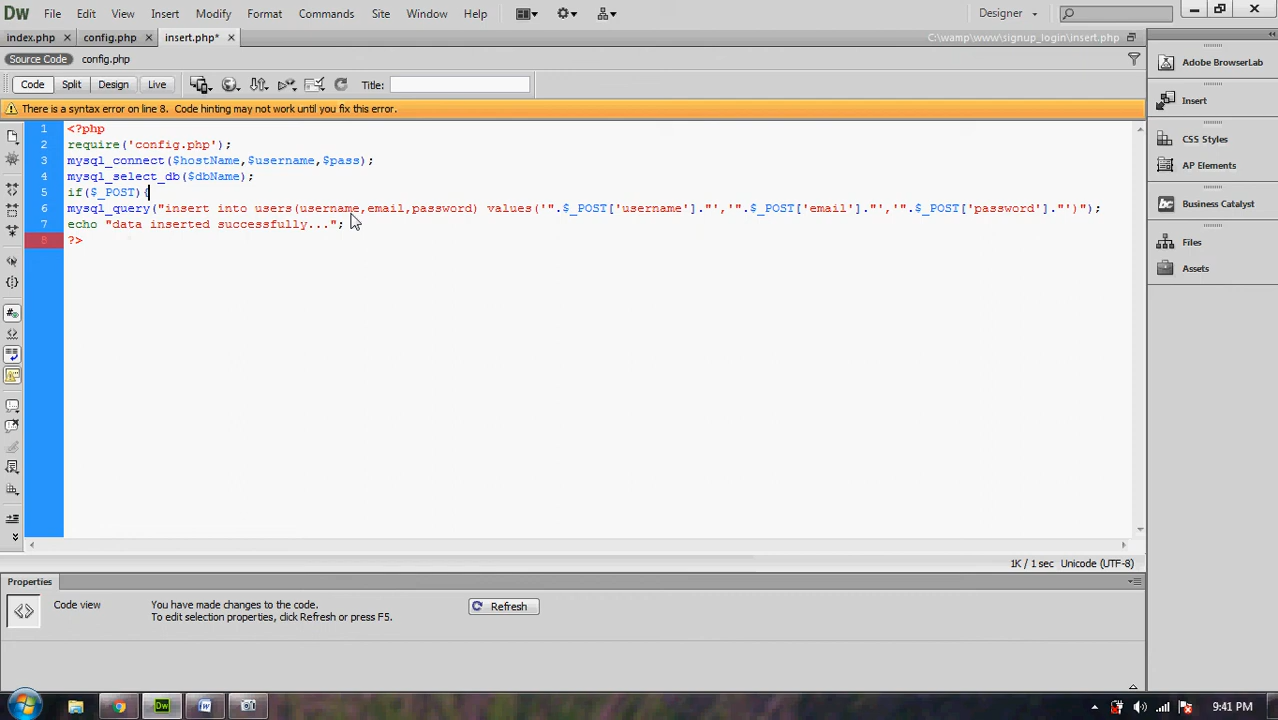 Dw File Edit View Insert Modify Format Commands Site Window Help Designer
index.php × config.php × insert.php* × C:\wamp\www\signup_login\insert.php
Source Code config.php
Code Split Design Live Title:
There is a syntax error on line 8. Code hinting may not work until you fix this error.
1 <?php
2 require('config.php');
3 mysql_connect($hostName,$username,$pass);
4 mysql_select_db($dbName);
5 if($_POST){
6 mysql_query("insert into users(username,email,password) values('".$_POST['username']."','".$_POST['email']."','".$_POST['password']."')");
7 echo "data inserted successfully...";
8 ?>
Adobe BrowserLab
Insert
CSS Styles
AP Elements
Business Catalyst
Files
Assets
1K / 1 sec Unicode (UTF-8)
Properties
Code view You have made changes to the code. Refresh
To edit selection properties, click Refresh or press F5.
Dw 9:41 PM